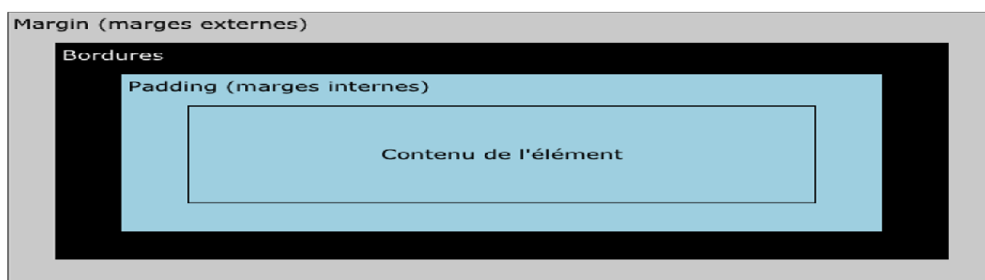 Margin (marges externes)
Bordures
Padding (marges internes)
Contenu de l'élément